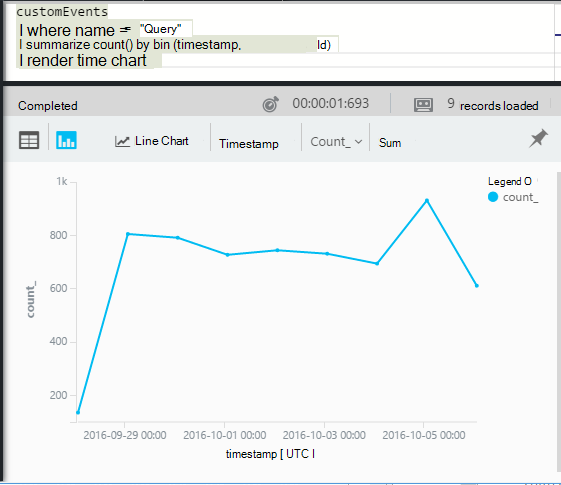 customEvents
I where name == "Query"
I summarize count() by bin (timestamp, Id)
I render time chart
Completed 00:00:01:693 9 records loaded
Line Chart Timestamp Count_ Sum
Legend O
count_
1k
800
600
400
200
count_
2016-09-29 00:00 2016-10-01 00:00 2016-10-03 00:00 2016-10-05 00:00
timestamp [ UTC I